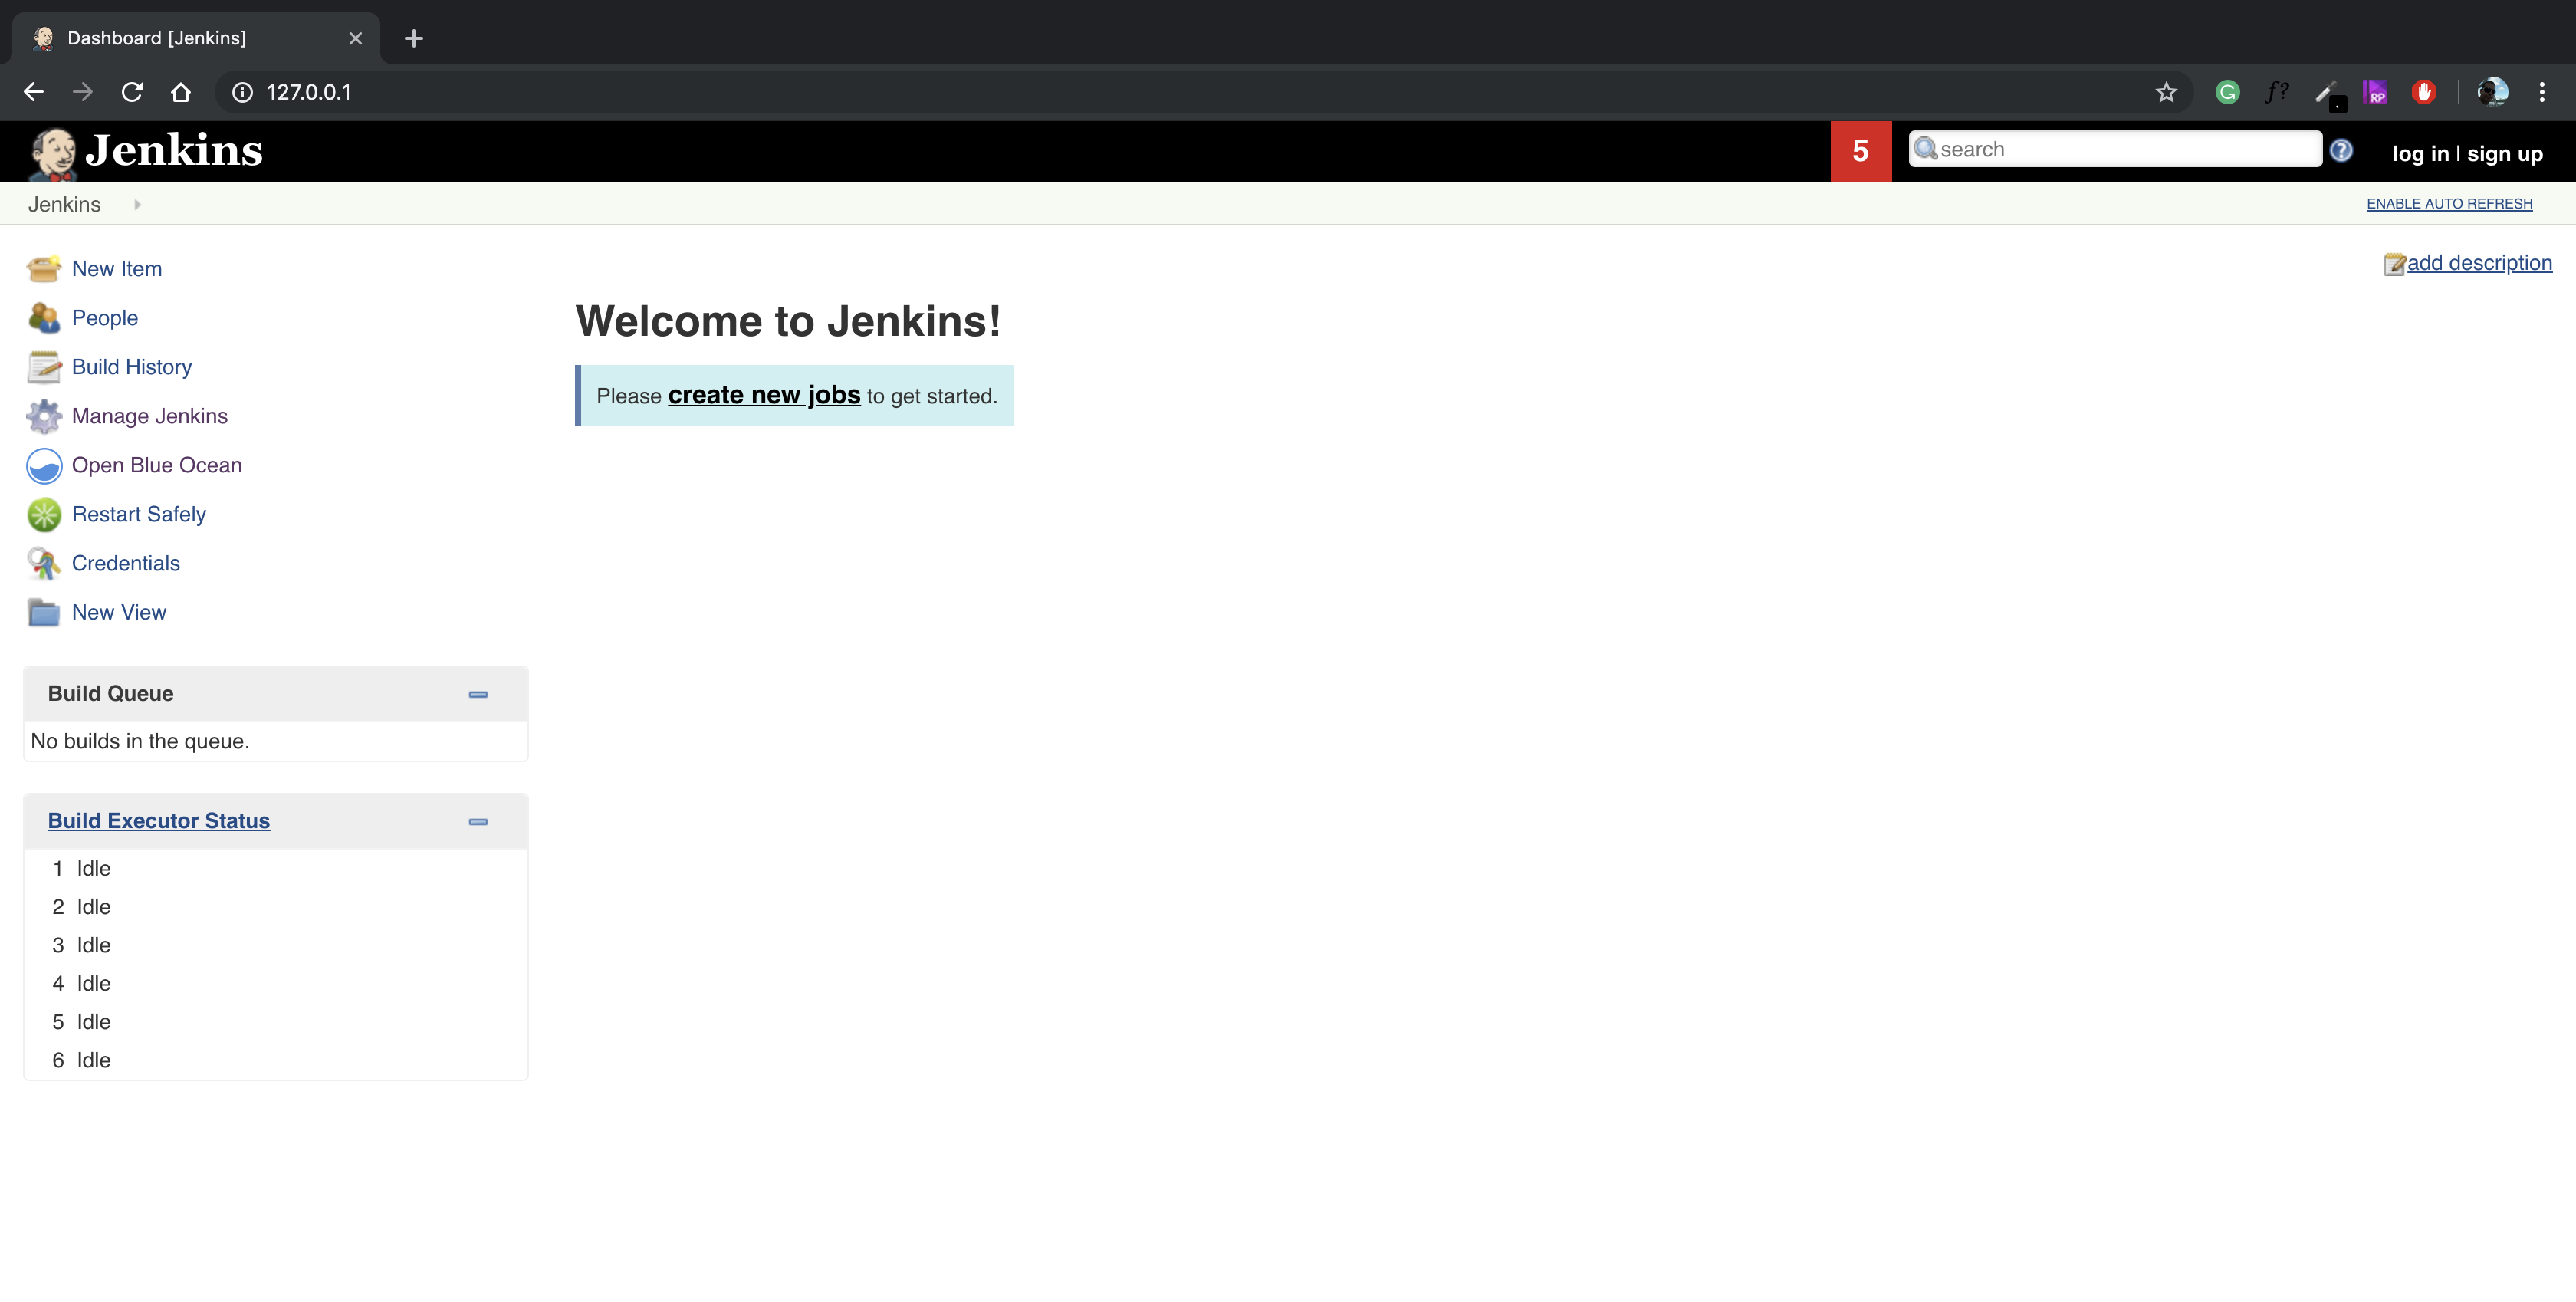 Dashboard [Jenkins]
127.0.0.1
G
f?
RP
Jenkins
5
search
?
log in | sign up
Jenkins
ENABLE AUTO REFRESH
New Item
People
Build History
Manage Jenkins
Open Blue Ocean
Restart Safely
Credentials
New View
add description
Welcome to Jenkins!
Please create new jobs to get started.
Build Queue
No builds in the queue.
Build Executor Status
1 Idle
2 Idle
3 Idle
4 Idle
5 Idle
6 Idle